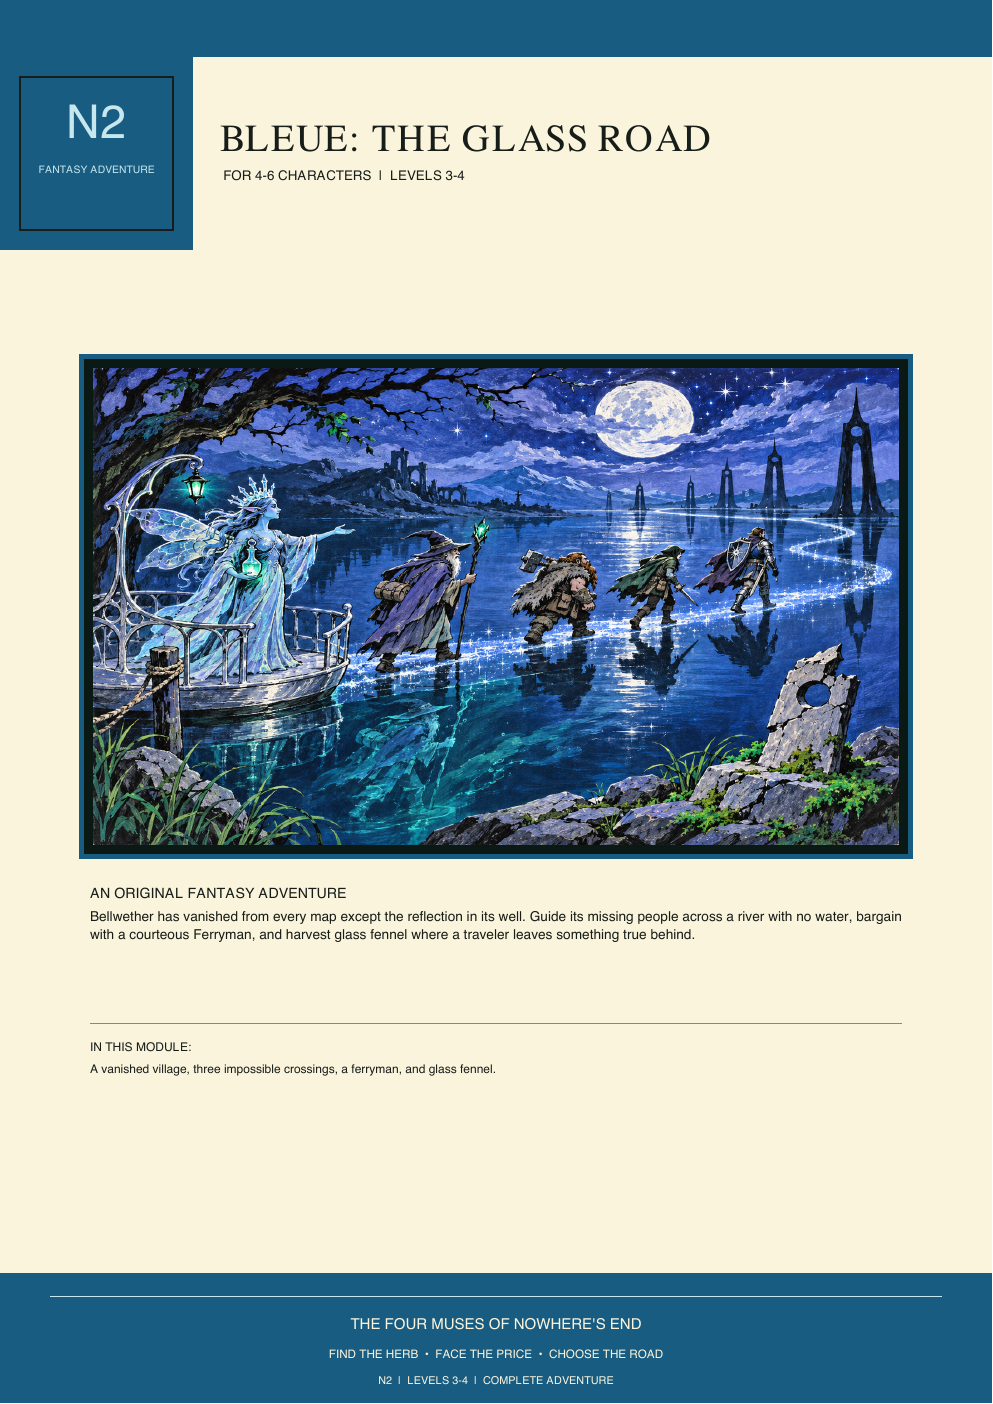 N2
FANTASY ADVENTURE
BLEUE: THE GLASS ROAD
FOR 4-6 CHARACTERS | LEVELS 3-4
AN ORIGINAL FANTASY ADVENTURE
Bellwether has vanished from every map except the reflection in its well. Guide its missing people across a river with no water, bargain
with a courteous Ferryman, and harvest glass fennel where a traveler leaves something true behind.
IN THIS MODULE:
A vanished village, three impossible crossings, a ferryman, and glass fennel.
THE FOUR MUSES OF NOWHERE'S END
FIND THE HERB • FACE THE PRICE • CHOOSE THE ROAD
N2 | LEVELS 3-4 | COMPLETE ADVENTURE